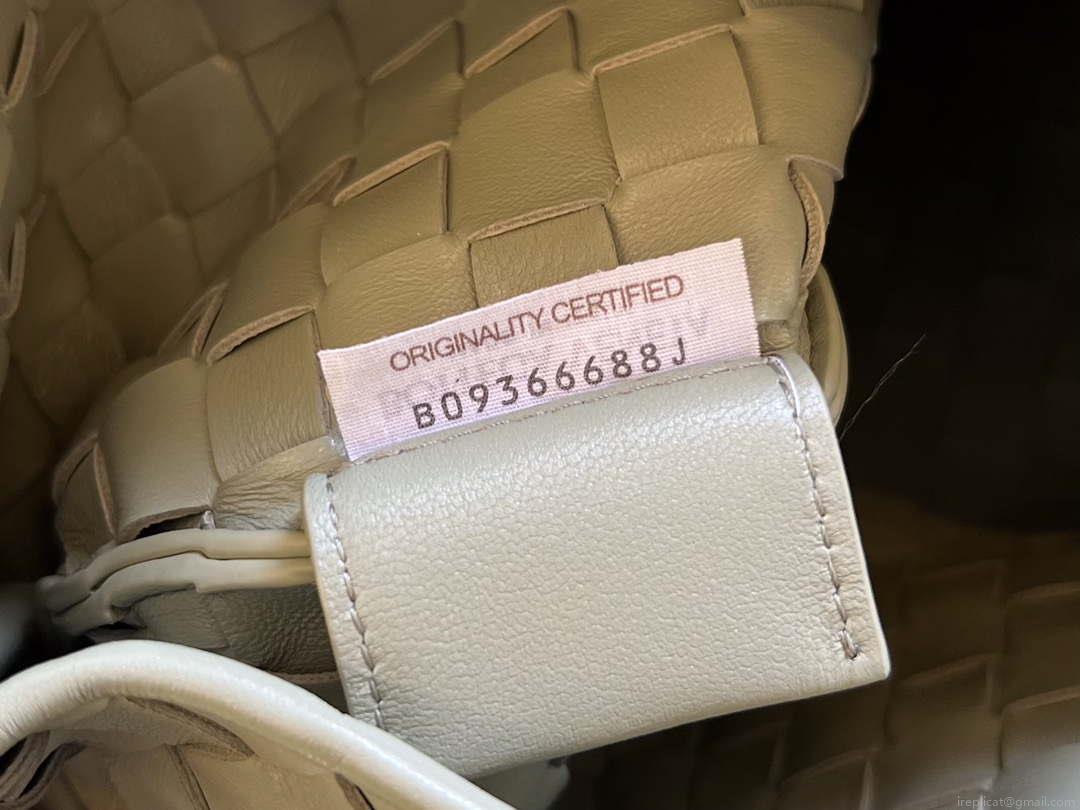 ORIGINALITY CERTIFIED
B09366688J
ireplicat@gmail.com